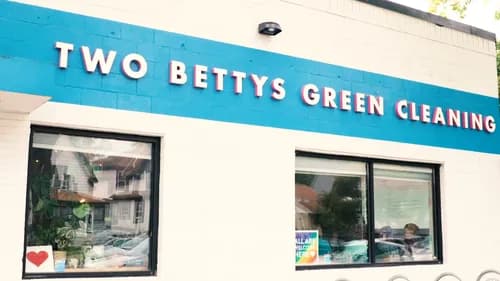 TWO BETTYS GREEN CLEANING